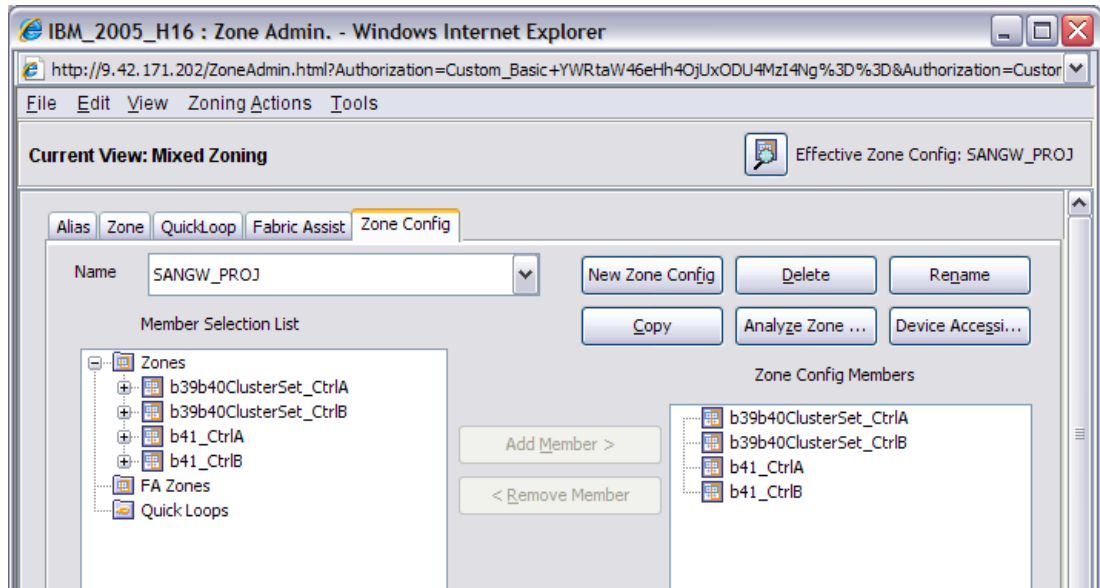 IBM_2005_H16 : Zone Admin. - Windows Internet Explorer
http://9.42.171.202/ZoneAdmin.html?Authorization=Custom_Basic+YWRtaW46eHh4OjUxODU4MzI4Ng%3D%3D&Authorization=Custor
File Edit View Zoning Actions Tools
Current View: Mixed Zoning
Effective Zone Config: SANGW_PROJ
Alias Zone QuickLoop Fabric Assist Zone Config
Name SANGW_PROJ New Zone Config Delete Rename
Member Selection List
Copy Analyze Zone ... Device Accessi...
Zones
b39b40ClusterSet_CtrlA
b39b40ClusterSet_CtrlB
b41_CtrlA
b41_CtrlB
FA Zones
Quick Loops
Add Member >
< Remove Member
Zone Config Members
b39b40ClusterSet_CtrlA
b39b40ClusterSet_CtrlB
b41_CtrlA
b41_CtrlB